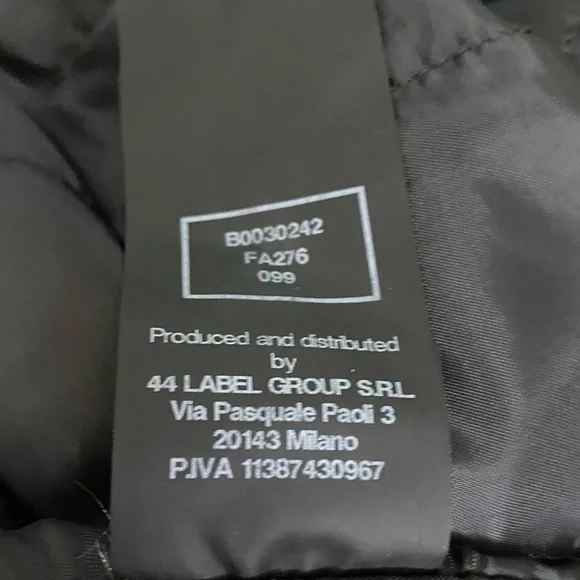 B0030242
FA276
099
Produced and distributed
by
44 LABEL GROUP S.R.L.
Via Pasquale Paoli 3
20143 Milano
P.IVA 11387430967